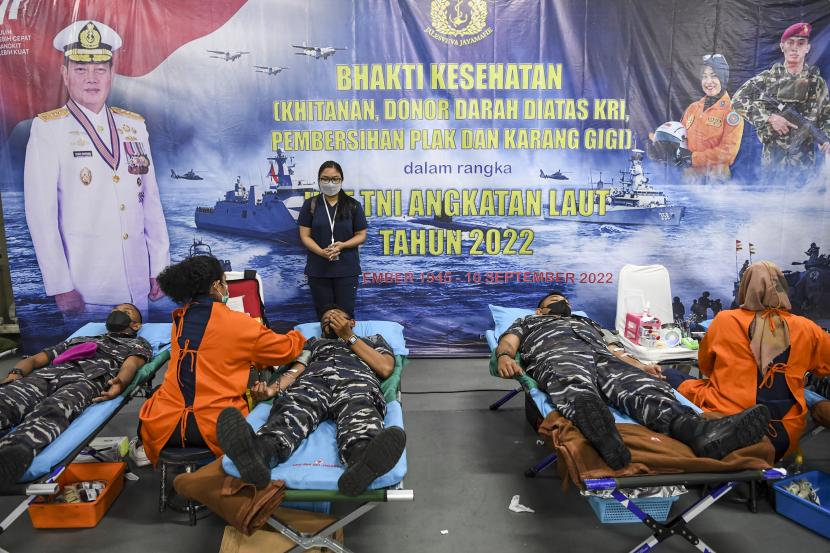 JALESVEVA JAYAMAHE
BHAKTI KESEHATAN
(KHITANAN, DONOR DARAH DIATAS KRI,
PEMBERSIHAN PLAK DAN KARANG GIGI)
dalam rangka
TNI ANGKATAN LAUT
TAHUN 2022
EMBER 1945 - 10 SEPTEMBER 2022
358